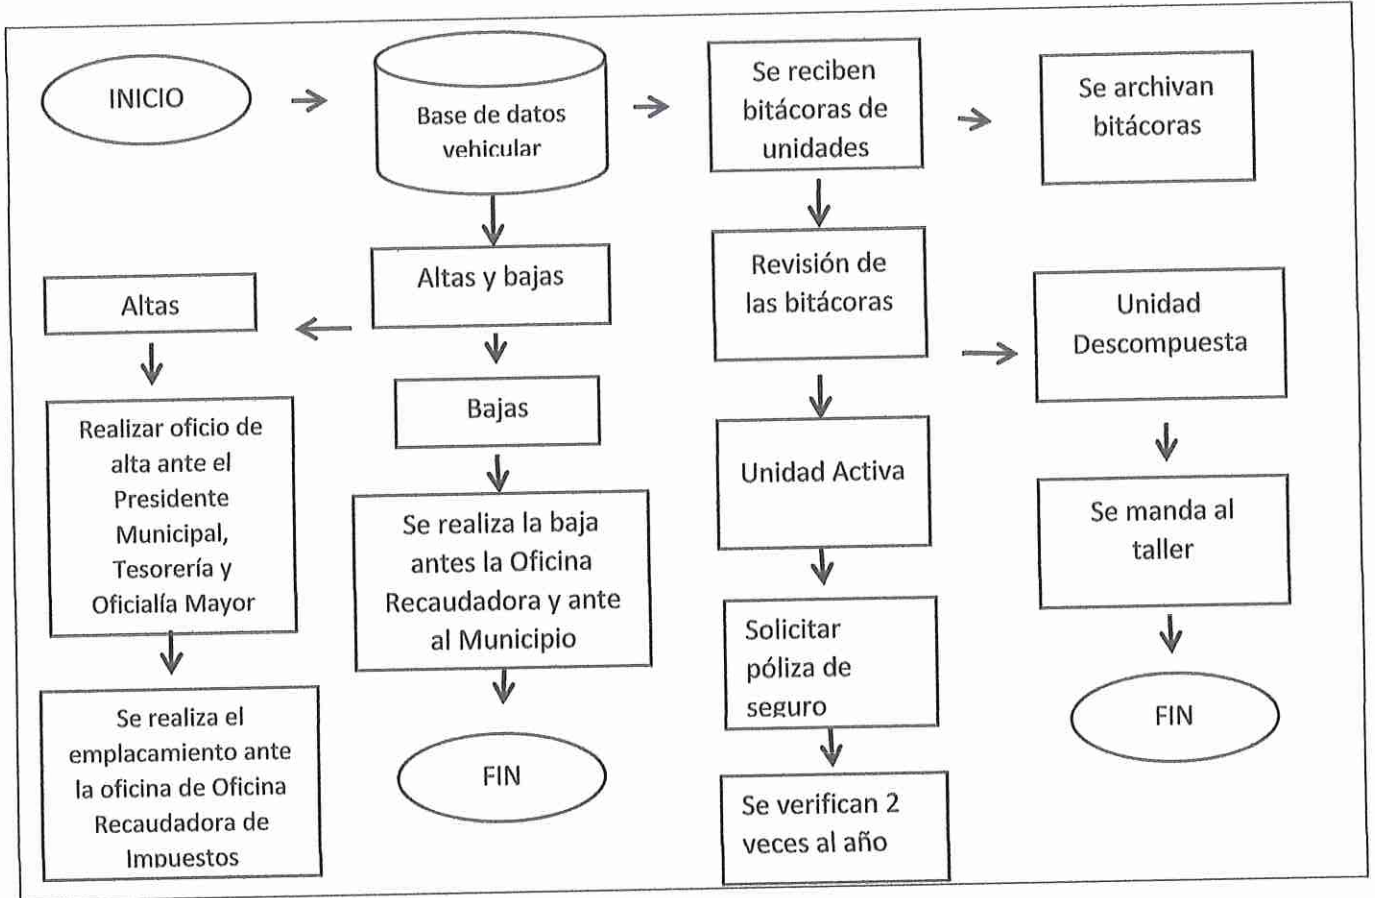 INICIO
Base de datos
vehicular
Se reciben
bitácoras de
unidades
Se archivan
bitácoras
Altas y bajas
Altas
Revisión de
las bitácoras
Unidad
Descompuesta
Bajas
Realizar oficio de
alta ante el
Presidente
Municipal,
Tesorería y
Oficialía Mayor
Unidad Activa
Se manda al
taller
Se realiza la baja
antes la Oficina
Recaudadora y ante
al Municipio
Solicitar
póliza de
seguro
FIN
Se realiza el
emplacamiento ante
la oficina de Oficina
Recaudadora de
Impuestos
FIN
Se verifican 2
veces al año